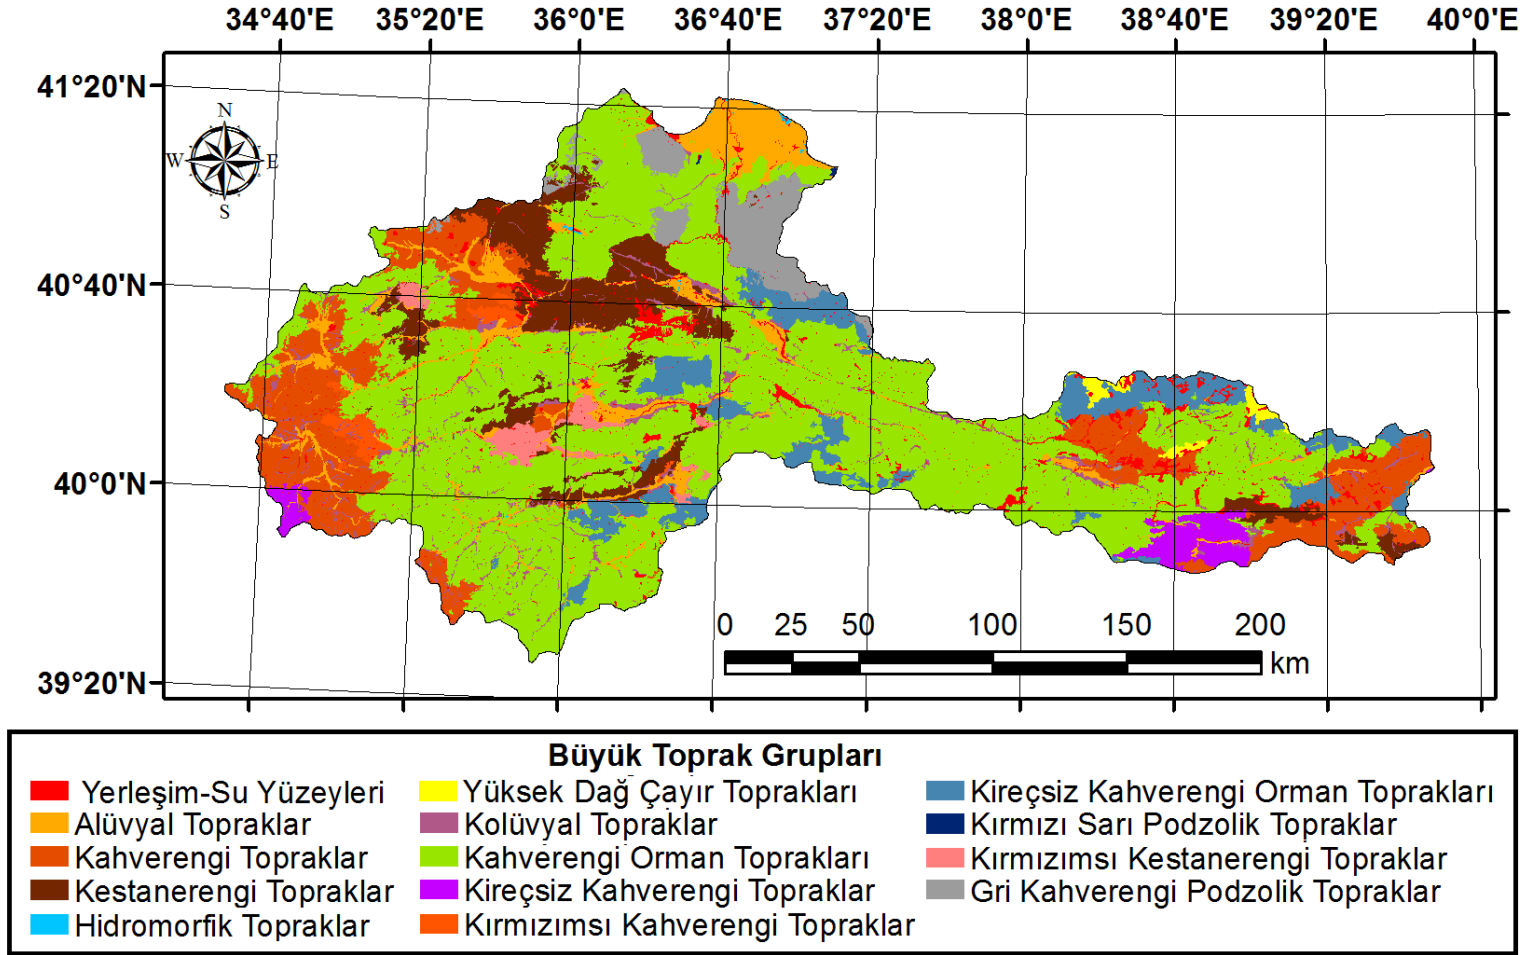 34°40'E 35°20'E 36°0'E 36°40'E 37°20'E 38°0'E 38°40'E 39°20'E 40°0'E
41°20'N
N
W E
S
40°40'N
40°0'N
0 25 50 100 150 200
km
39°20'N
Büyük Toprak Grupları
Yerleşim-Su Yüzeyleri
Alüvyal Topraklar
Kahverengi Topraklar
Kestanerengi Topraklar
Hidromorfik Topraklar
Yüksek Dağ Çayır Toprakları
Kolüvyal Topraklar
Kahverengi Orman Toprakları
Kireçsiz Kahverengi Topraklar
Kırmızımsı Kahverengi Topraklar
Kireçsiz Kahverengi Orman Toprakları
Kırmızı Sarı Podzolik Topraklar
Kırmızımsı Kestanerengi Topraklar
Gri Kahverengi Podzolik Topraklar